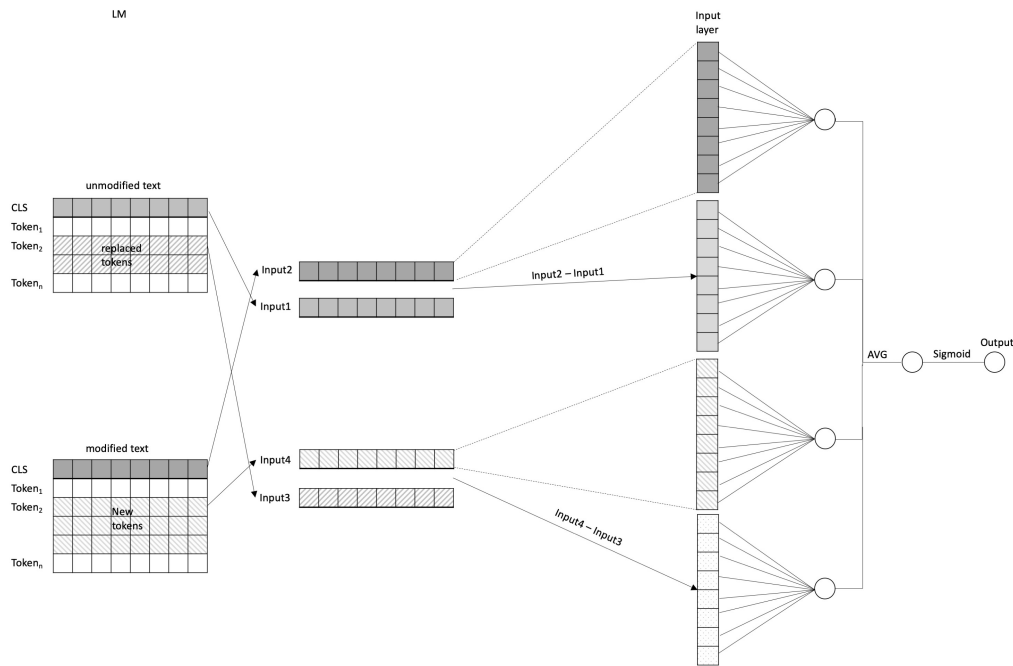 LM
Input
layer
unmodified text
CLS
Token₁
Token₂
replaced
tokens
Tokenₙ
Input2
Input1
Input2 – Input1
AVG
Sigmoid
Output
modified text
CLS
Token₁
Token₂
New
tokens
Tokenₙ
Input4
Input3
Input4 – Input3